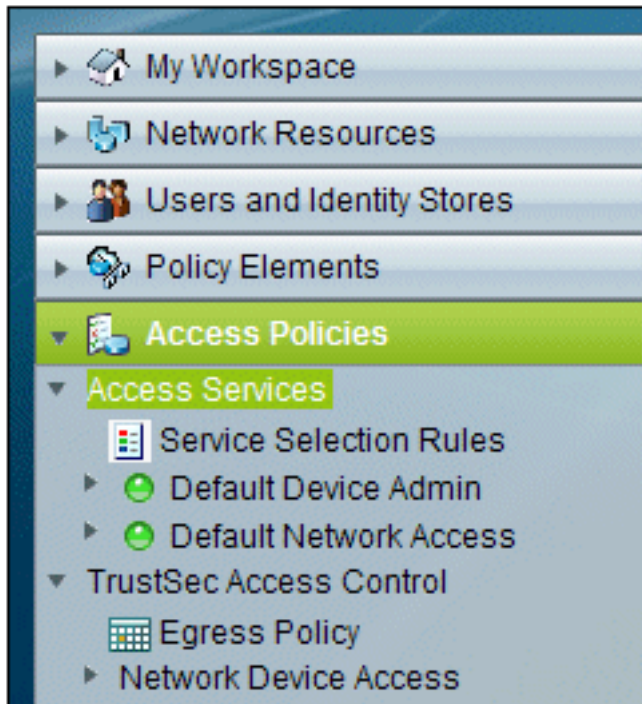 My Workspace
Network Resources
Users and Identity Stores
Policy Elements
Access Policies
Access Services
Service Selection Rules
Default Device Admin
Default Network Access
TrustSec Access Control
Egress Policy
Network Device Access